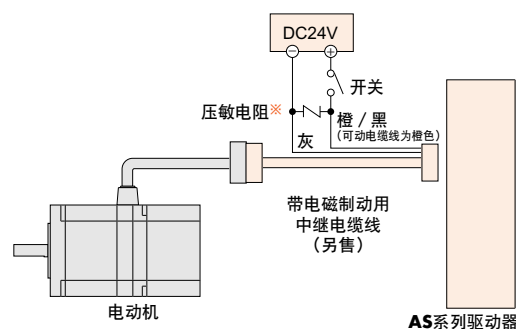 DC24V
开关
压敏电阻※
橙 / 黑
(可动电缆线为橙色)
灰
带电磁制动用
中继电缆线
(另售)
电动机
AS系列驱动器